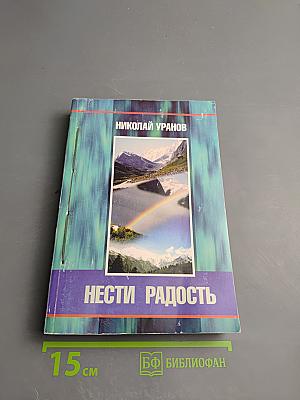 НИКОЛАЙ УРАНОВ
НЕСТИ РАДОСТЬ
15 см
БФ БИБЛИОФАН